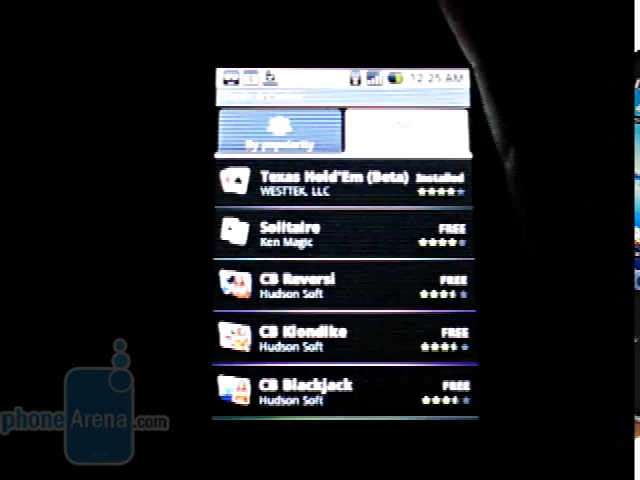 12:25 AM
By popularity
Texas Hold'Em (Beta) Installed
WESTTEK, LLC
Solitaire FREE
Ken Magic
CB Reversi FREE
Hudson Soft
CB Klondike FREE
Hudson Soft
CB Blackjack FREE
Hudson Soft
phoneArena.com